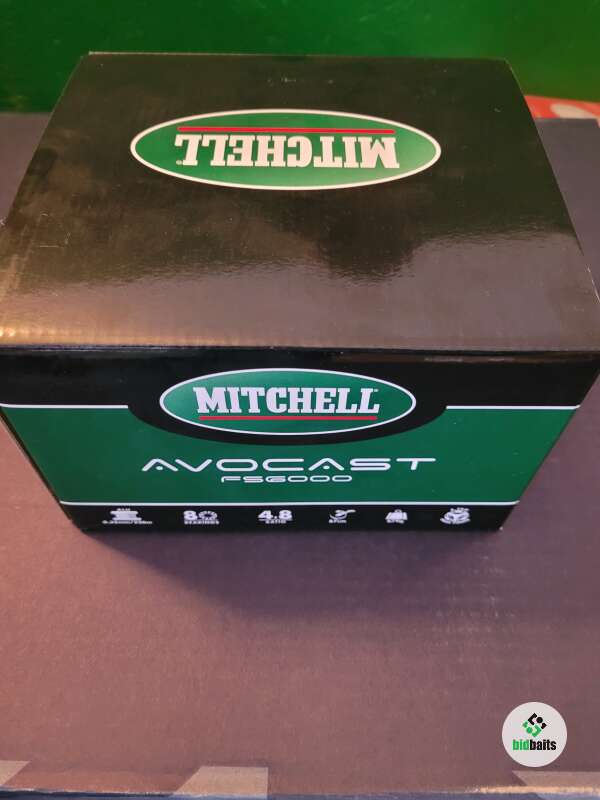 MITCHELL
MITCHELL
AVOCAST
FS6000
8
BEARINGS
4.8
RATIO
bidbaits